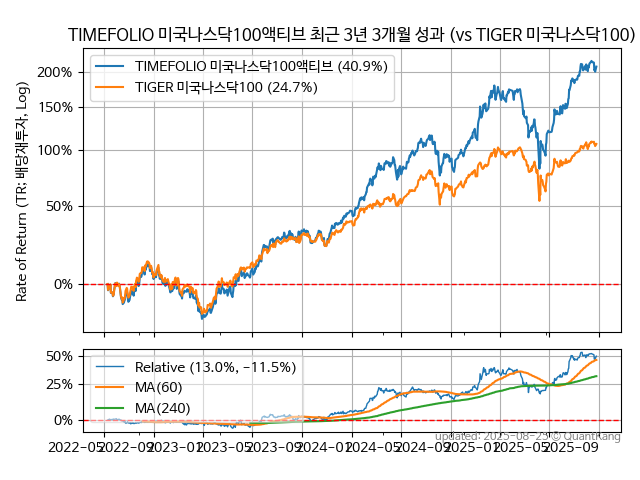 TIMEFOLIO 미국나스닥100액티브 최근 3년 3개월 성과 (vs TIGER 미국나스닥100)
Rate of Return (TR: 배당재투자, Log)
200%
150%
100%
50%
0%
TIMEFOLIO 미국나스닥100액티브 (40.9%)
TIGER 미국나스닥100 (24.7%)
50%
25%
0%
Relative (13.0%, −11.5%)
MA(60)
MA(240)
updated: 2025-08-25 © QuantKang
2022-05 2022-09 2023-01 2023-05 2023-09 2024-01 2024-05 2024-09 2025-01 2025-05 2025-09